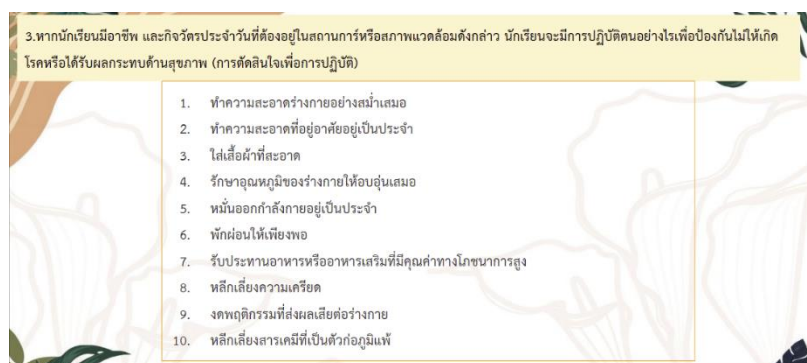 3.หากนักเรียนมีอาชีพ และกิจวัตรประจำวันที่ต้องอยู่ในสถานการ์หรือสภาพแวดล้อมดังกล่าว นักเรียนจะมีการปฏิบัติตนอย่างไรเพื่อป้องกันไม่ให้เกิด
โรคหรือได้รับผลกระทบด้านสุขภาพ (การตัดสินใจเพื่อการปฏิบัติ)
1. ทำความสะอาดร่างกายอย่างสม่ำเสมอ
2. ทำความสะอาดที่อยู่อาศัยอยู่เป็นประจำ
3. ใส่เสื้อผ้าที่สะอาด
4. รักษาอุณหภูมิของร่างกายให้อบอุ่นเสมอ
5. หมั่นออกกำลังกายอยู่เป็นประจำ
6. พักผ่อนให้เพียงพอ
7. รับประทานอาหารหรืออาหารเสริมที่มีคุณค่าทางโภชนาการสูง
8. หลีกเลี่ยงความเครียด
9. งดพฤติกรรมที่ส่งผลเสียต่อร่างกาย
10. หลีกเลี่ยงสารเคมีที่เป็นตัวก่อภูมิแพ้